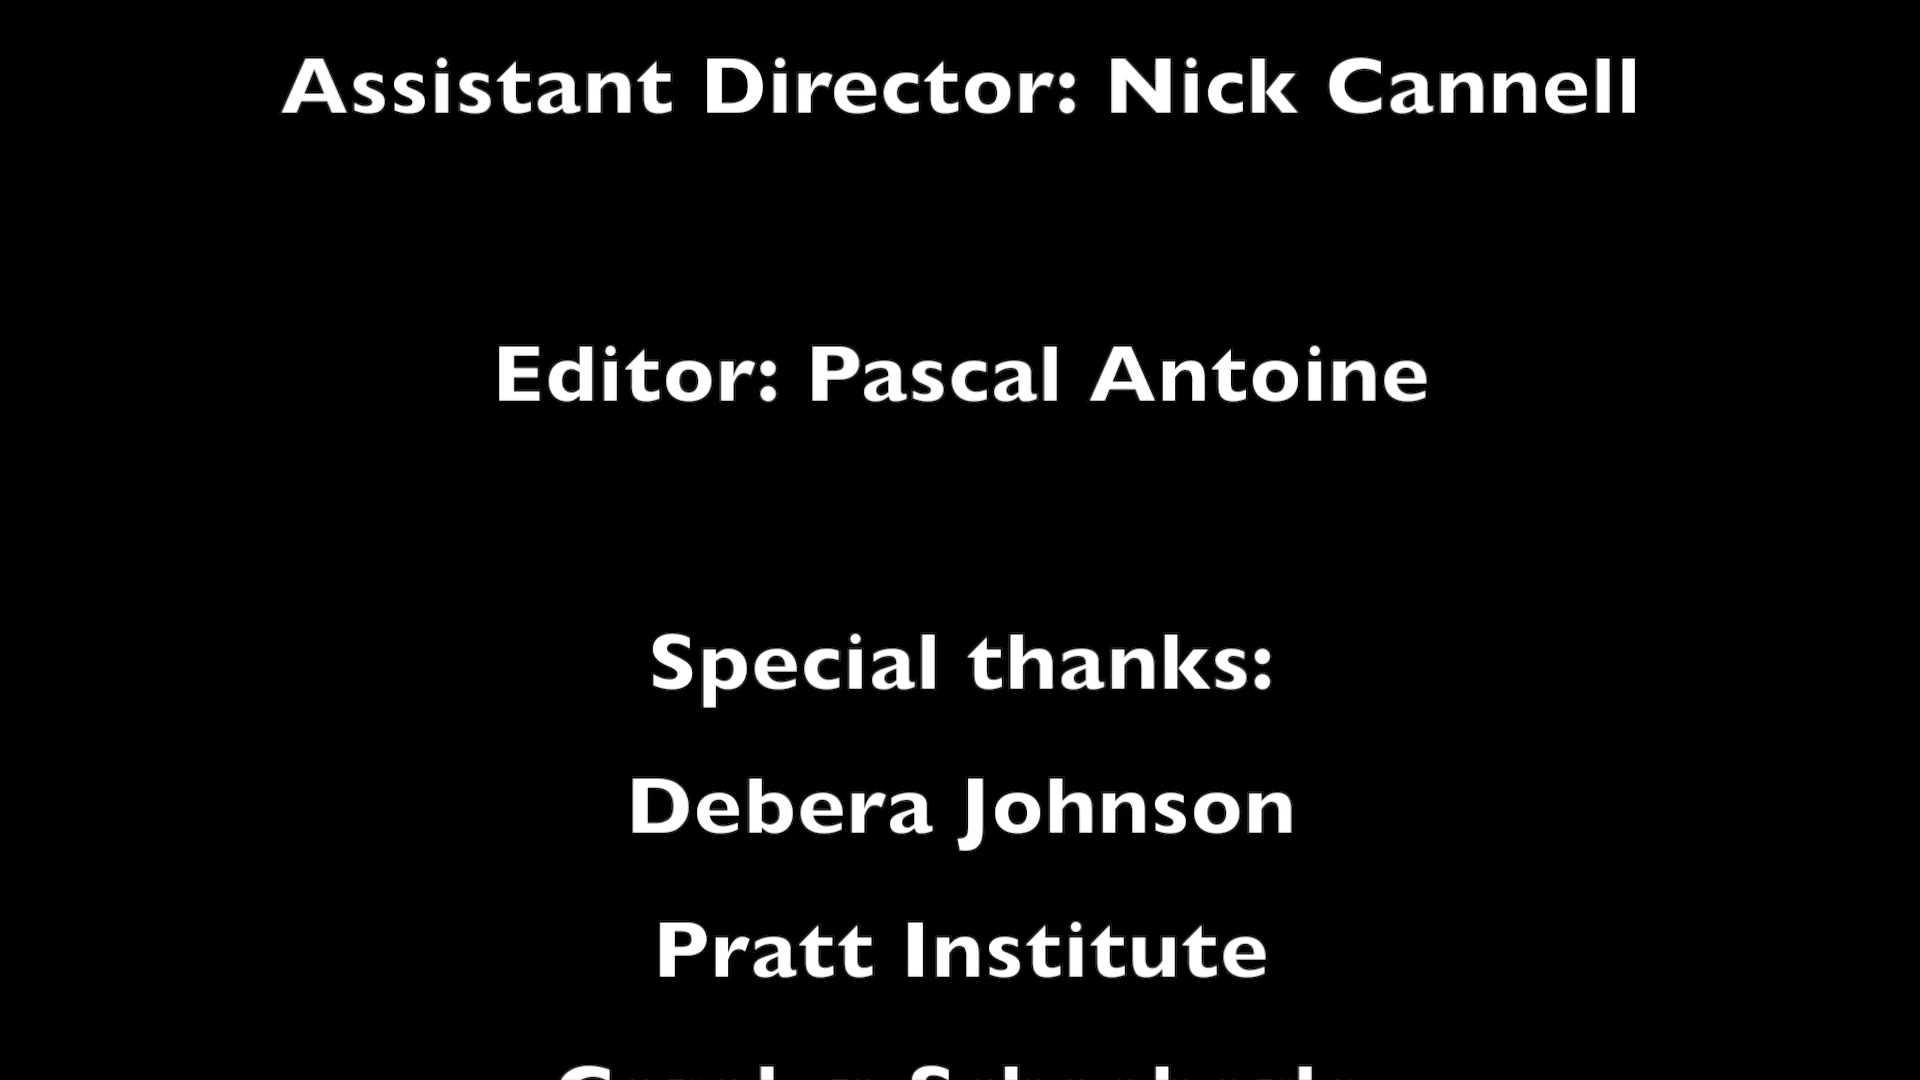 Assistant Director: Nick Cannell
Editor: Pascal Antoine
Special thanks:
Debera Johnson
Pratt Institute